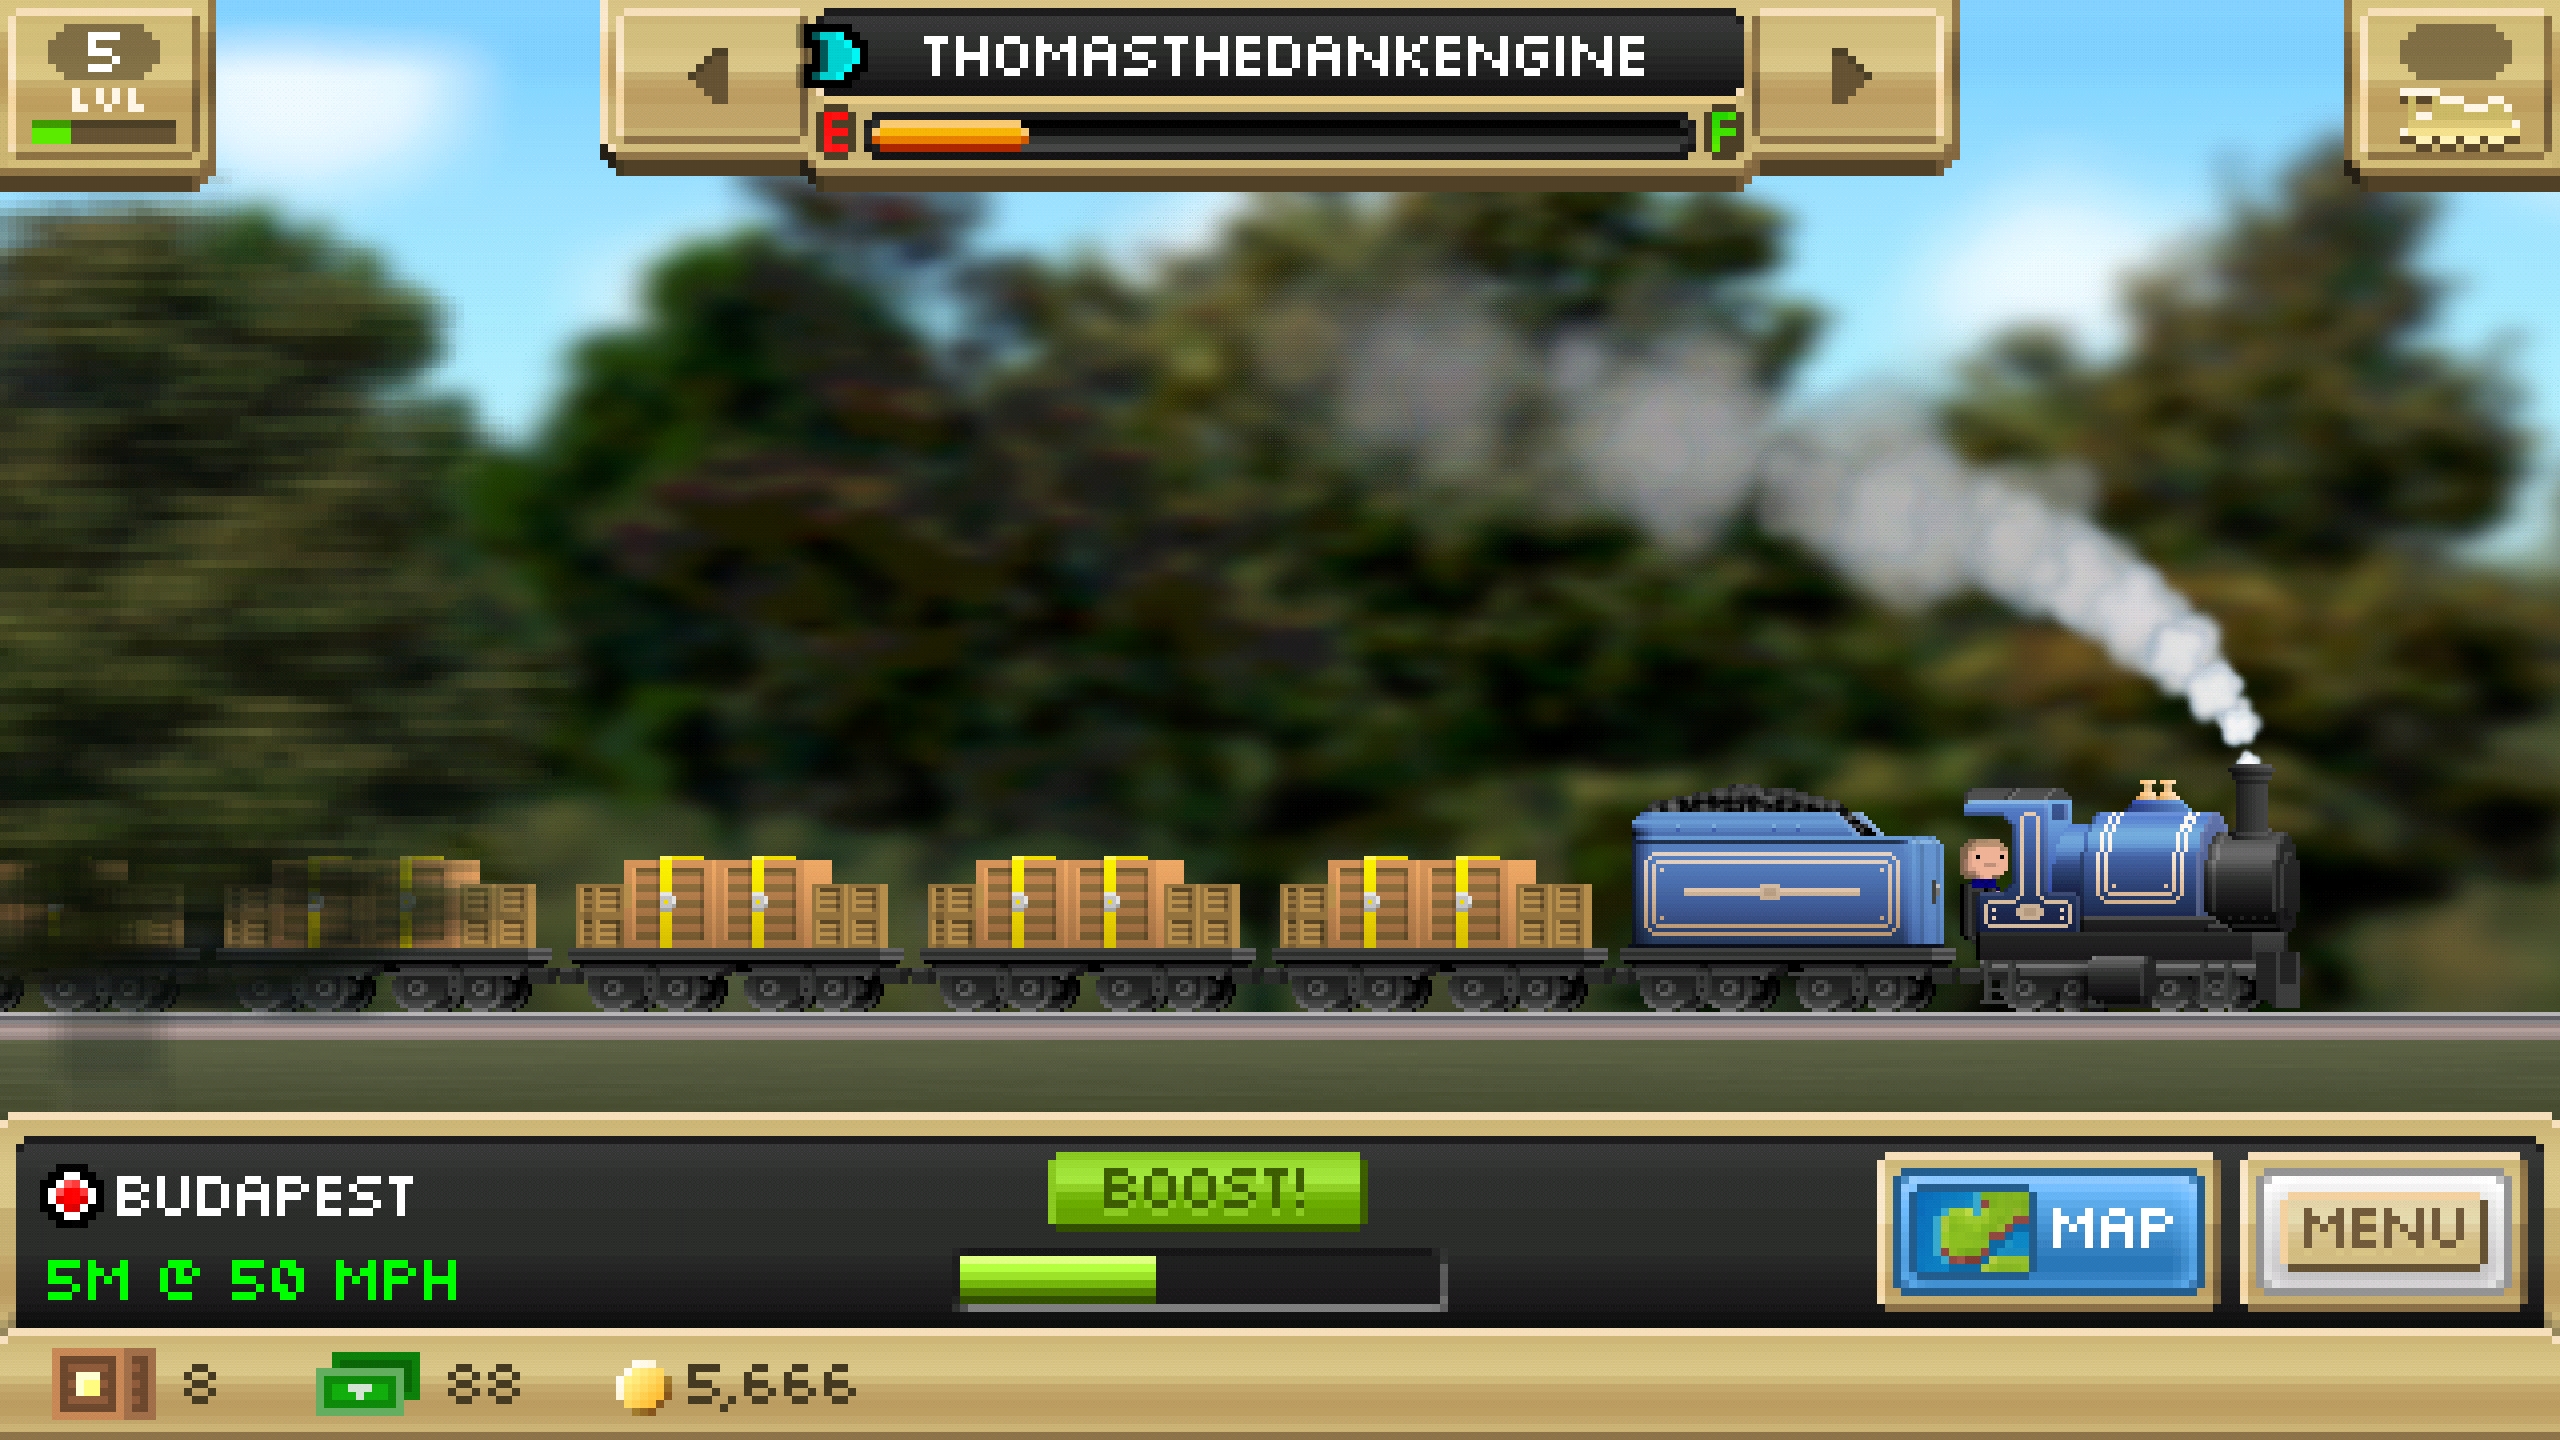 5
LVL
THOMASTHEDANKENGINE
E F
BUDAPEST
5M @ 50 MPH
BOOST!
MAP
MENU
8
88
5,666